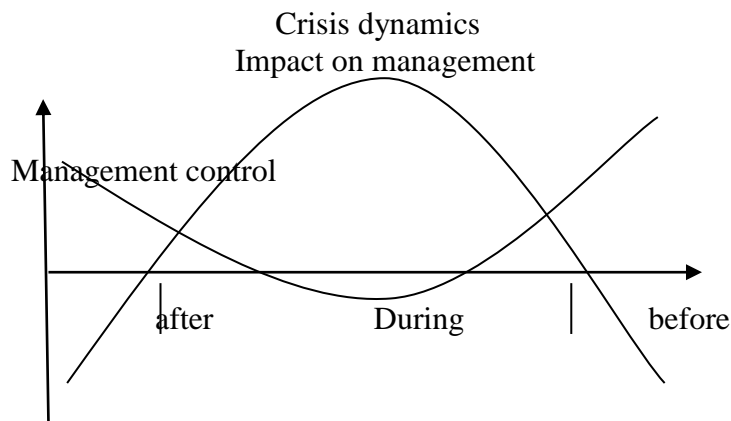 Crisis dynamics
Impact on management
Management control
after During before